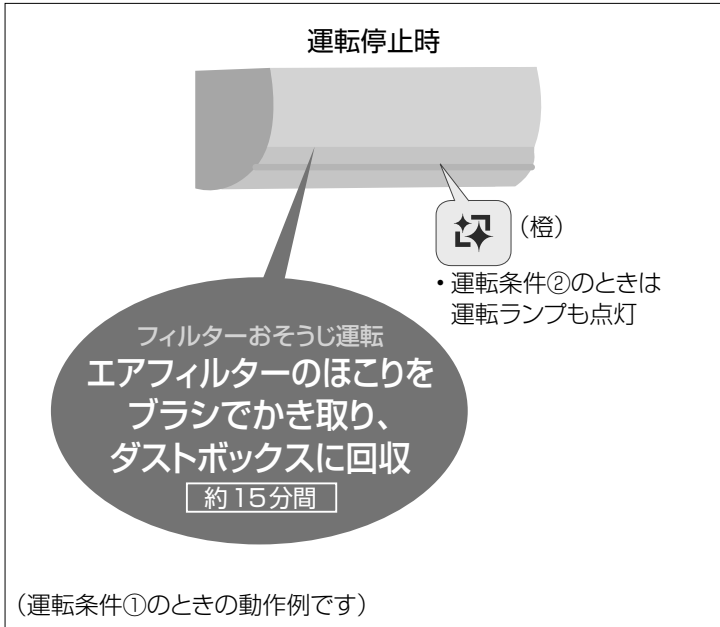 運転停止時
(橙)
・運転条件②のときは
運転ランプも点灯
フィルターおそうじ運転
エアフィルターのほこりを
ブラシでかき取り、
ダストボックスに回収
約15分間
(運転条件①のときの動作例です)